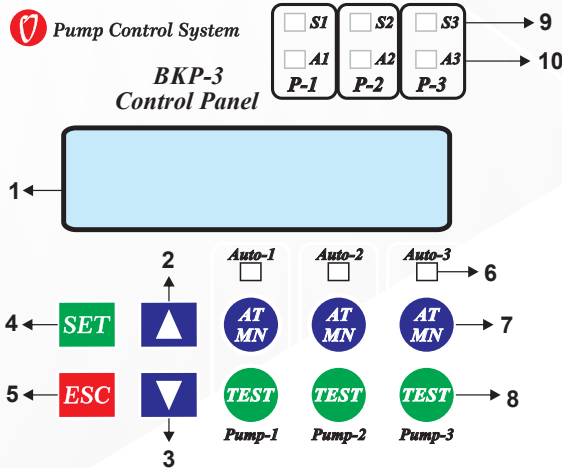 Pump Control System
S1 S2 S3 9
A1 A2 A3 10
P-1 P-2 P-3
BKP-3
Control Panel
1
2 Auto-1 Auto-2 Auto-3 6
4 SET AT MN AT MN AT MN 7
5 ESC TEST TEST TEST 8
3 Pump-1 Pump-2 Pump-3